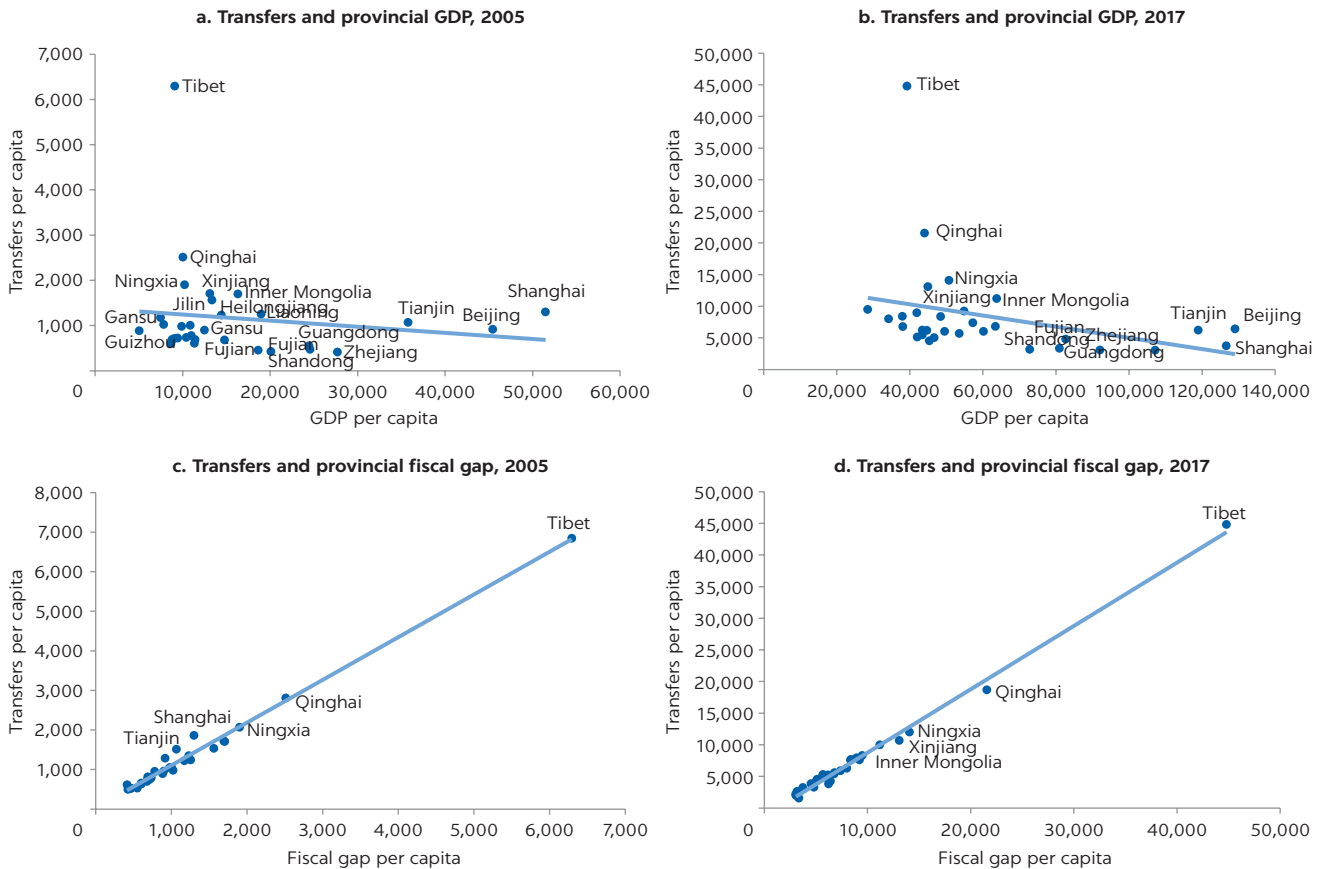 a. Transfers and provincial GDP, 2005
7,000
6,000
5,000
4,000
3,000
2,000
1,000
0
10,000 20,000 30,000 40,000 50,000 60,000
Transfers per capita
GDP per capita
Tibet
Qinghai
Ningxia
Xinjiang
Inner Mongolia
Jilin
Heilongjiang
Liaoning
Gansu
Gansu
Guizhou
Fujian
Fujian
Guangdong
Shandong
Zhejiang
Tianjin
Beijing
Shanghai
b. Transfers and provincial GDP, 2017
50,000
45,000
40,000
35,000
30,000
25,000
20,000
15,000
10,000
5,000
0
20,000 40,000 60,000 80,000 100,000 120,000 140,000
Transfers per capita
GDP per capita
Tibet
Qinghai
Ningxia
Xinjiang
Inner Mongolia
Fujian
Shandong
Zhejiang
Guangdong
Tianjin
Beijing
Shanghai
c. Transfers and provincial fiscal gap, 2005
8,000
7,000
6,000
5,000
4,000
3,000
2,000
1,000
0
1,000 2,000 3,000 4,000 5,000 6,000 7,000
Transfers per capita
Fiscal gap per capita
Tibet
Qinghai
Shanghai
Ningxia
Tianjin
d. Transfers and provincial fiscal gap, 2017
50,000
45,000
40,000
35,000
30,000
25,000
20,000
15,000
10,000
5,000
0
10,000 20,000 30,000 40,000 50,000
Transfers per capita
Fiscal gap per capita
Tibet
Qinghai
Ningxia
Xinjiang
Inner Mongolia